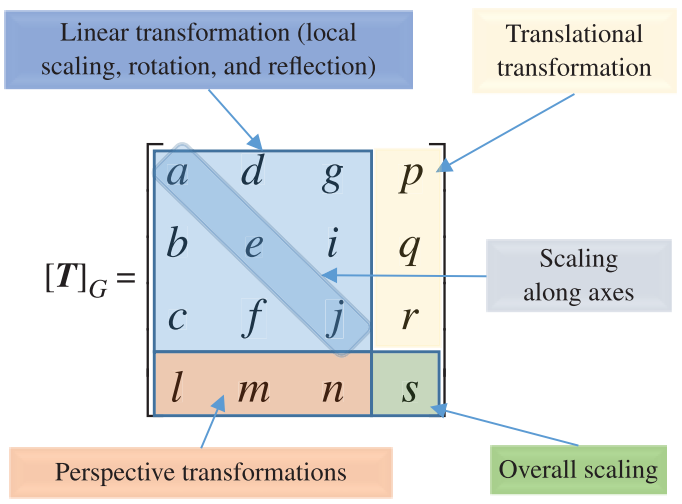 Linear transformation (local
scaling, rotation, and reflection)
Translational
transformation
a d g p
b e i q
[T]G =
c f j r
l m n s
Scaling
along axes
Perspective transformations
Overall scaling